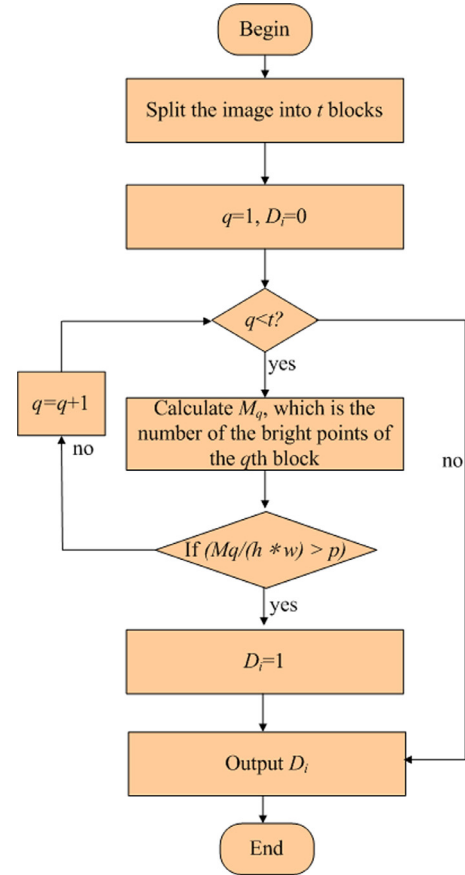 Begin
Split the image into t blocks
q=1, Di=0
q<t?
yes
q=q+1
no
Calculate Mq, which is the
number of the bright points of
the qth block
no
If (Mq/(h * w) > p)
yes
Di=1
Output Di
End